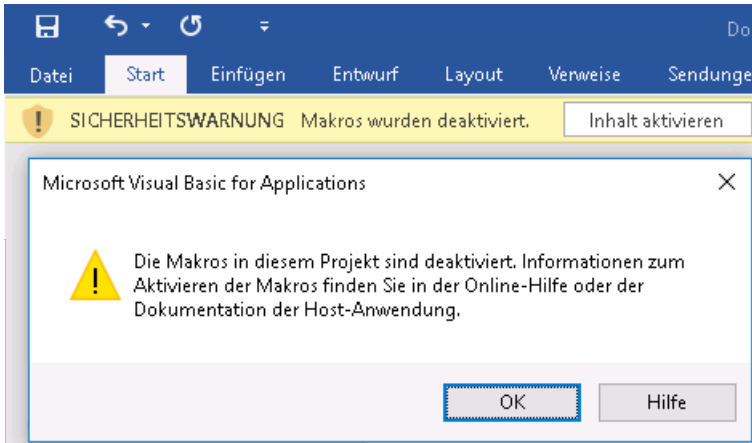 Do
Datei Start Einfügen Entwurf Layout Verweise Sendunge
SICHERHEITSWARNUNG Makros wurden deaktiviert. Inhalt aktivieren
Microsoft Visual Basic for Applications
Die Makros in diesem Projekt sind deaktiviert. Informationen zum
Aktivieren der Makros finden Sie in der Online-Hilfe oder der
Dokumentation der Host-Anwendung.
OK Hilfe